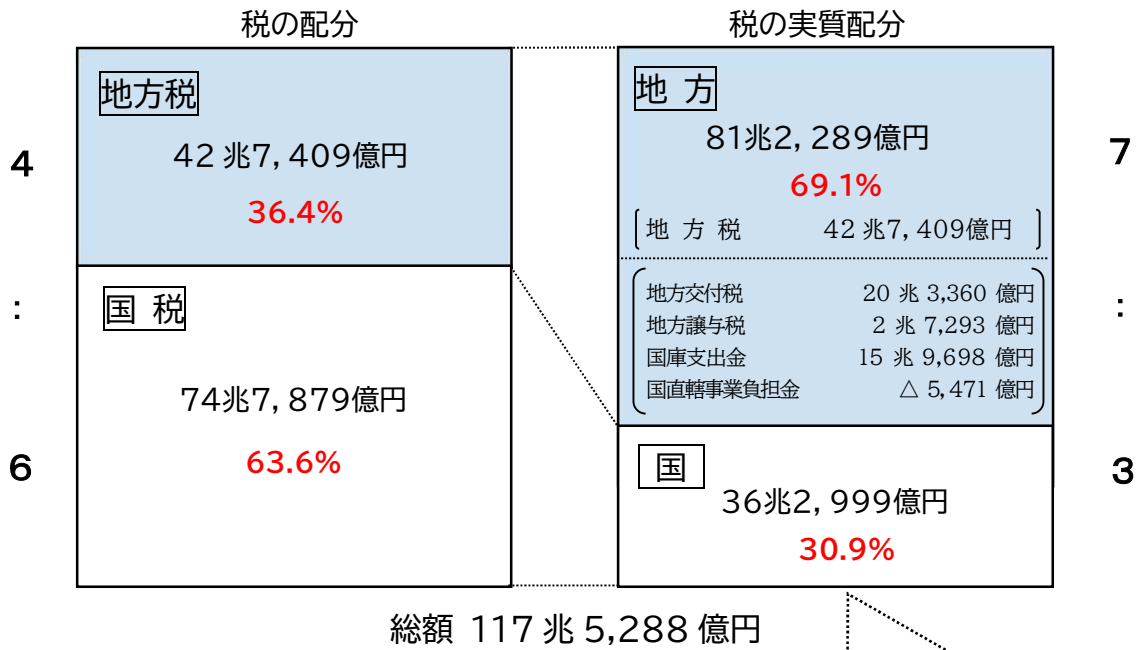 税の配分
税の実質配分
地方税
42 兆7, 409億円
36.4%
4
:
6
国 税
74兆7, 879億円
63.6%
地 方
81兆2, 289億円
69.1%
地 方 税 42 兆7, 409億円
地方交付税 20 兆 3,360 億円
地方譲与税 2 兆 7,293 億円
国庫支出金 15 兆 9,698 億円
国直轄事業負担金 △ 5,471 億円
7
:
3
国
36兆2, 999億円
30.9%
総額 117 兆 5,288 億円